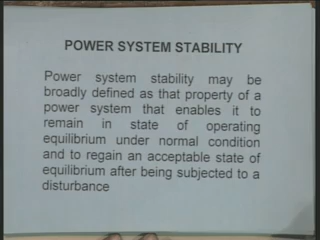 POWER SYSTEM STABILITY
Power system stability may be
broadly defined as that property of a
power system that enables it to
remain in state of operating
equilibrium under normal condition
and to regain an acceptable state of
equilibrium after being subjected to a
disturbance